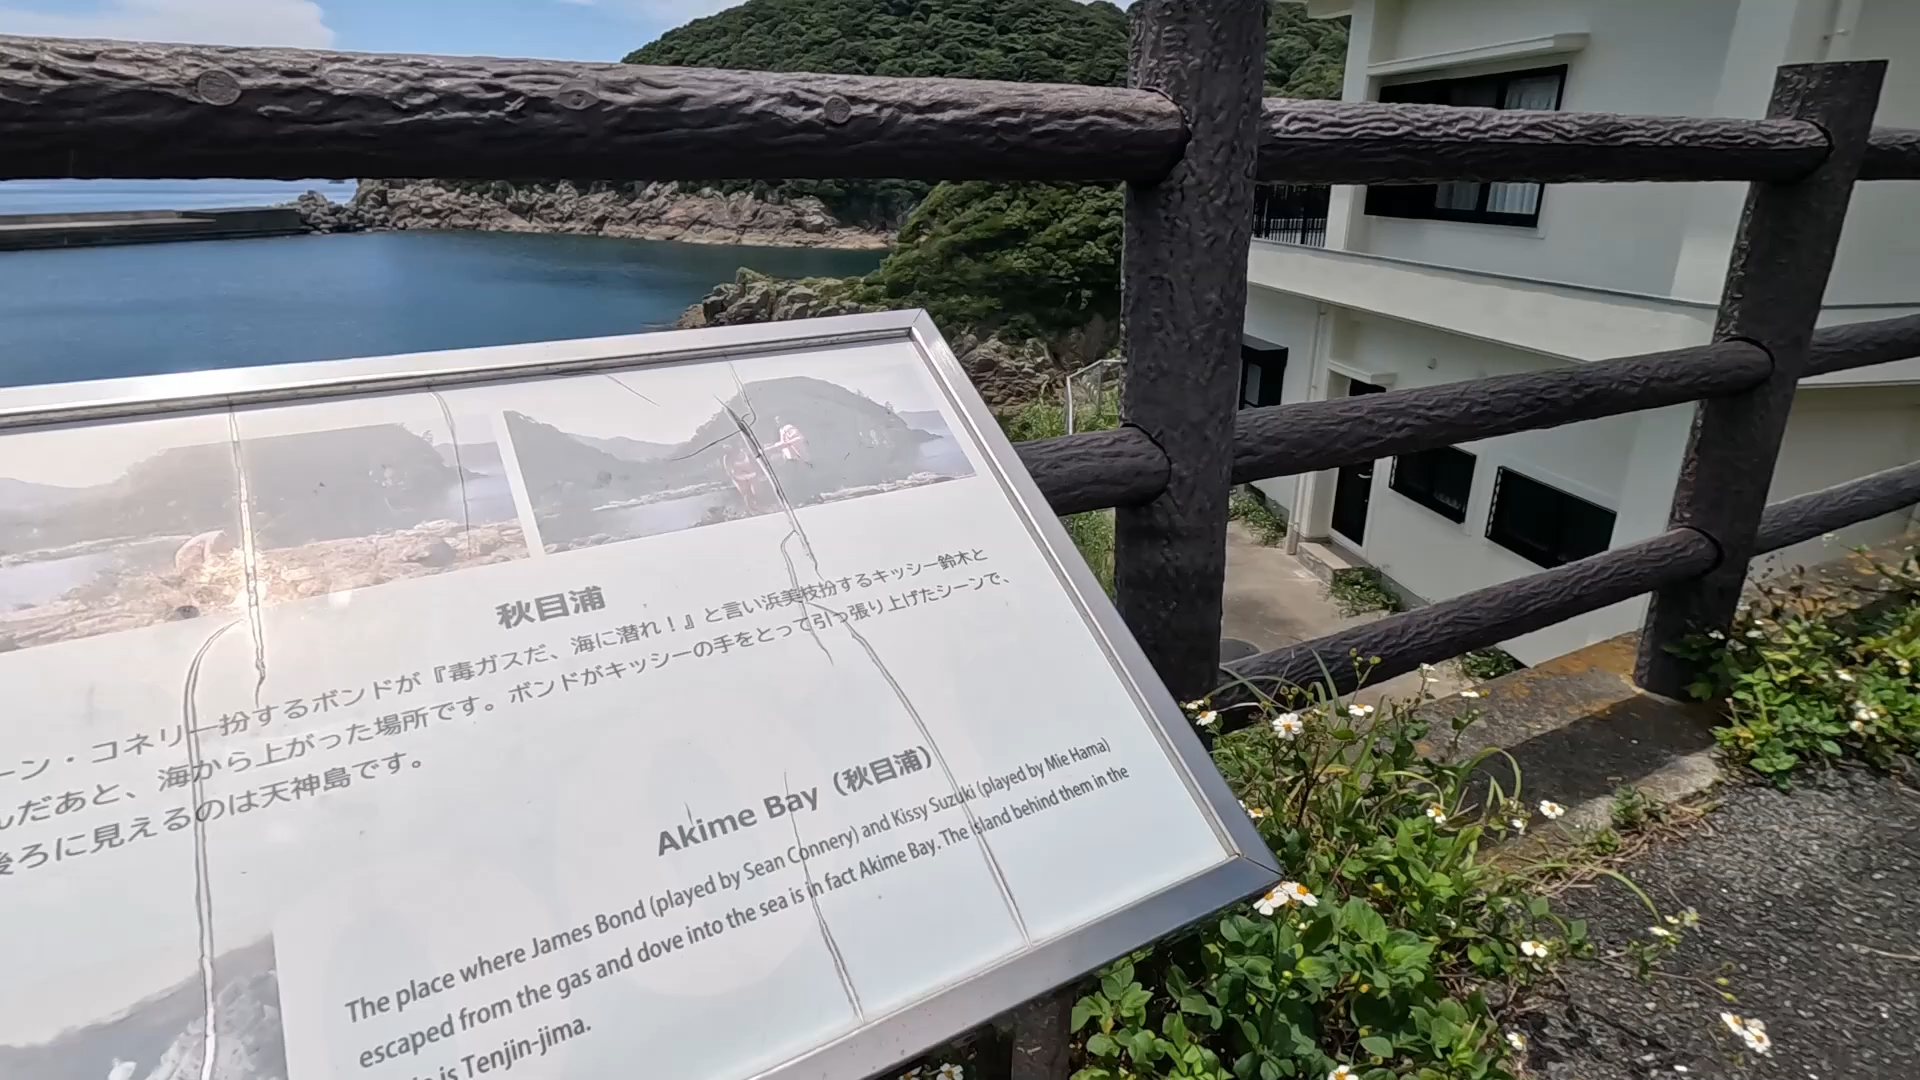 秋目浦
ーン・コネリー扮するボンドが『毒ガスだ、海に潜れ！』と言い浜美枝扮するキッシー鈴木と
んだあと、海から上がった場所です。ボンドがキッシーの手をとって引っ張り上げたシーンで、
後ろに見えるのは天神島です。
Akime Bay（秋目浦）
The place where James Bond (played by Sean Connery) and Kissy Suzuki (played by Mie Hama)
escaped from the gas and dove into the sea is in fact Akime Bay. The island behind them in the
is Tenjin-jima.